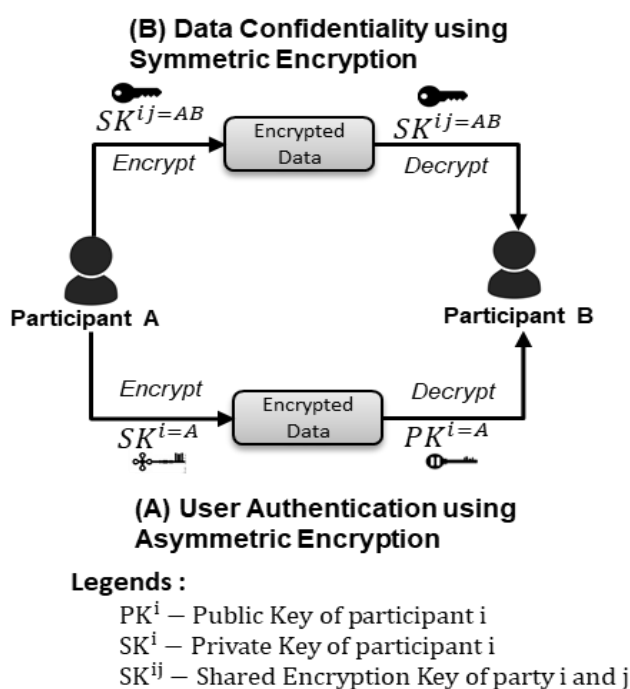 (B) Data Confidentiality using
Symmetric Encryption
SK^{ij=AB}
Encrypt
Encrypted
Data
SK^{ij=AB}
Decrypt
Participant A
Participant B
Encrypt
SK^{i=A}
Encrypted
Data
Decrypt
PK^{i=A}
(A) User Authentication using
Asymmetric Encryption
Legends :
PK^i – Public Key of participant i
SK^i – Private Key of participant i
SK^{ij} – Shared Encryption Key of party i and j